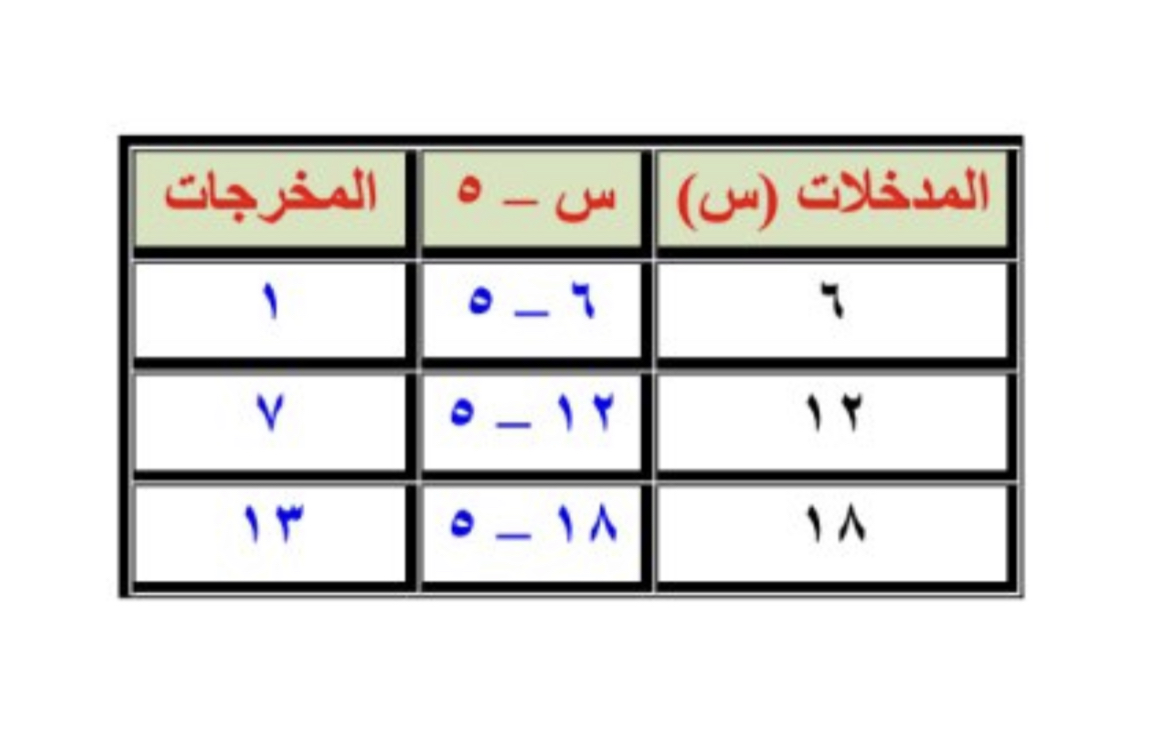 المدخلات (س) س – ٥ المخرجات
٦ ٦ – ٥ ١
١٢ ١٢ – ٥ ٧
١٨ ١٨ – ٥ ١٣